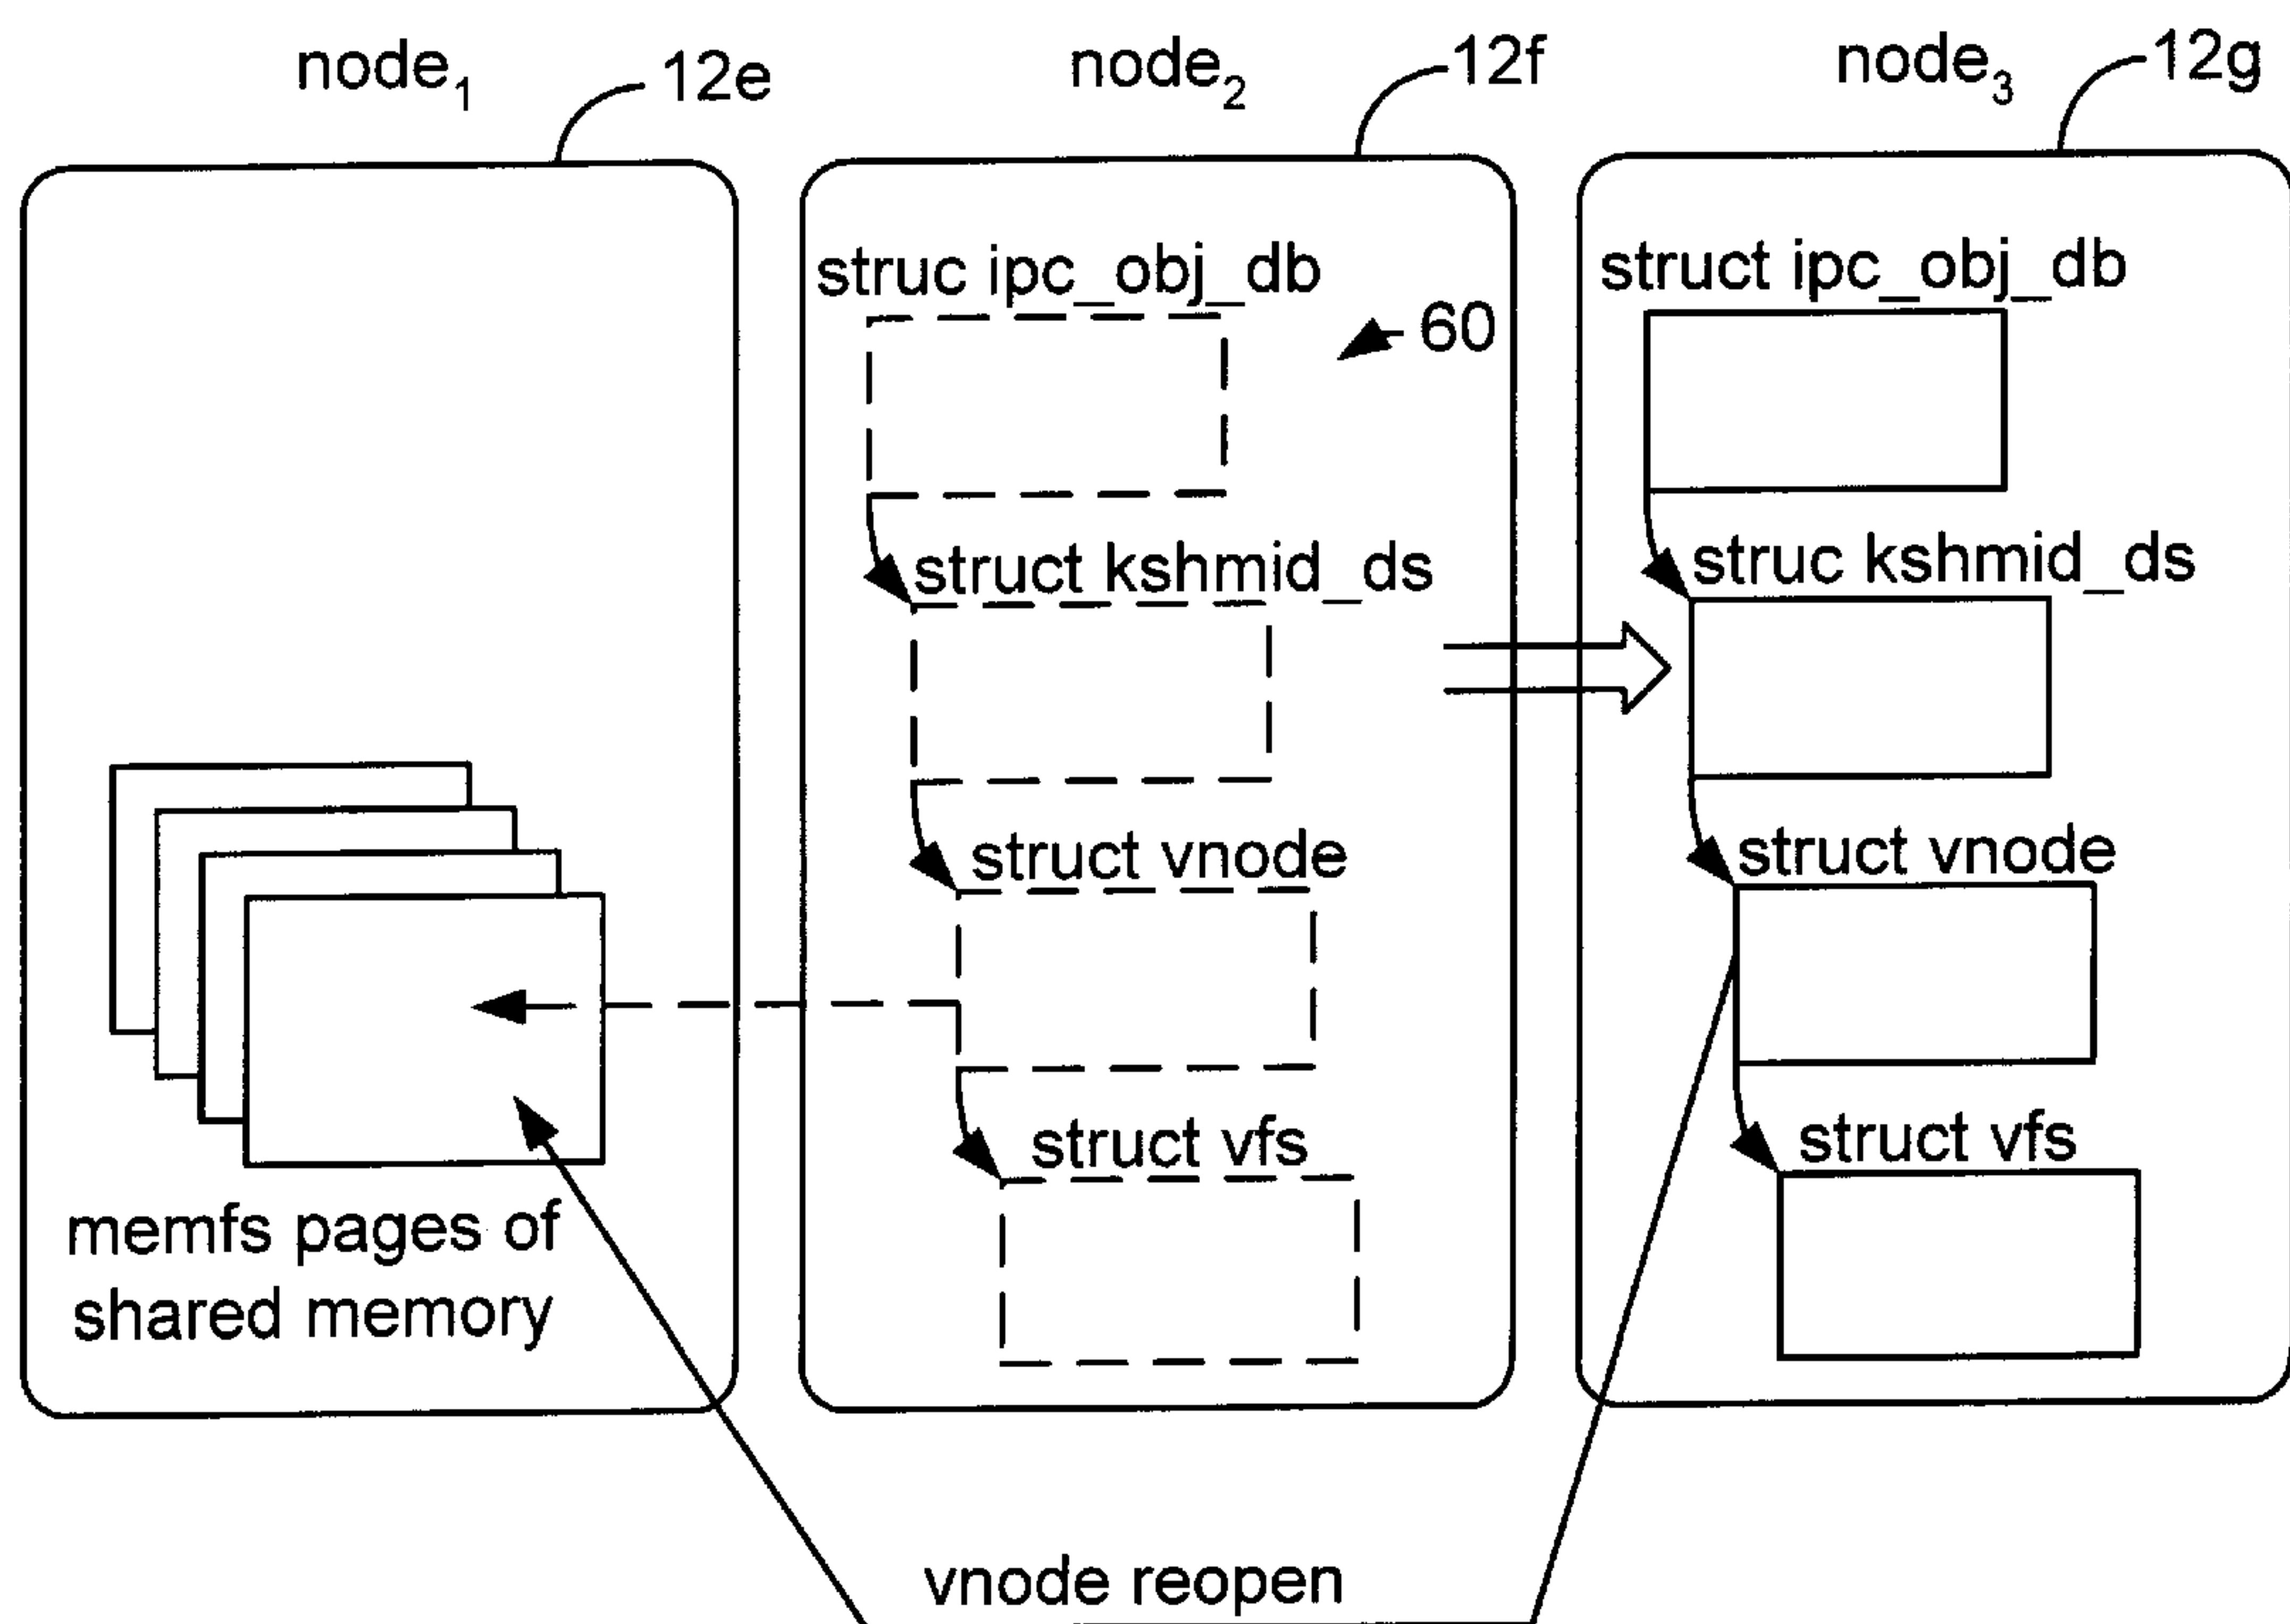 node1
12e
node2
12f
node3
12g
struc ipc_obj_db
60
struct kshmid_ds
struct vnode
struct vfs
struct ipc_obj_db
struc kshmid_ds
struct vnode
struct vfs
memfs pages of
shared memory
vnode reopen